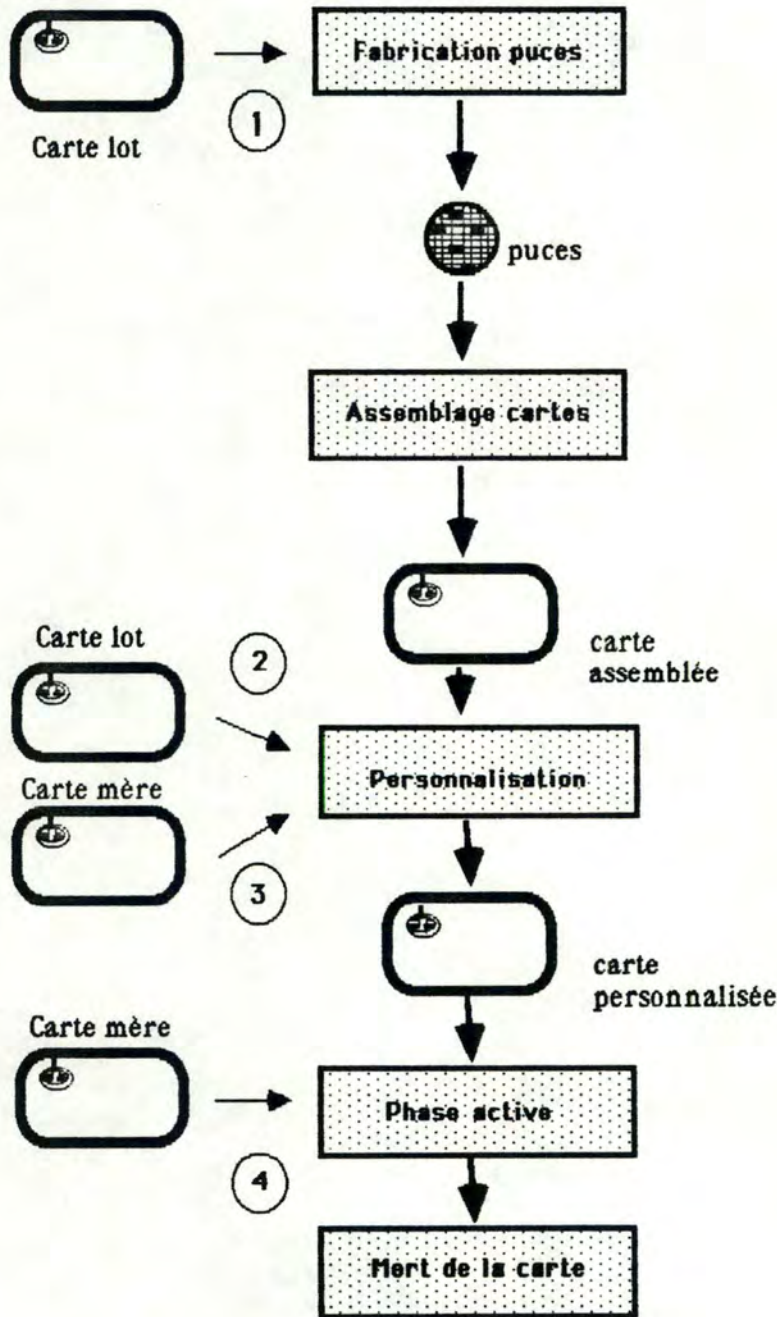 Fabrication puces
1
Carte lot
puces
Assemblage cartes
Carte lot
2
carte
assemblée
Carte mère
Personnalisation
3
carte
personnalisée
Carte mère
Phase active
4
Mort de la carte